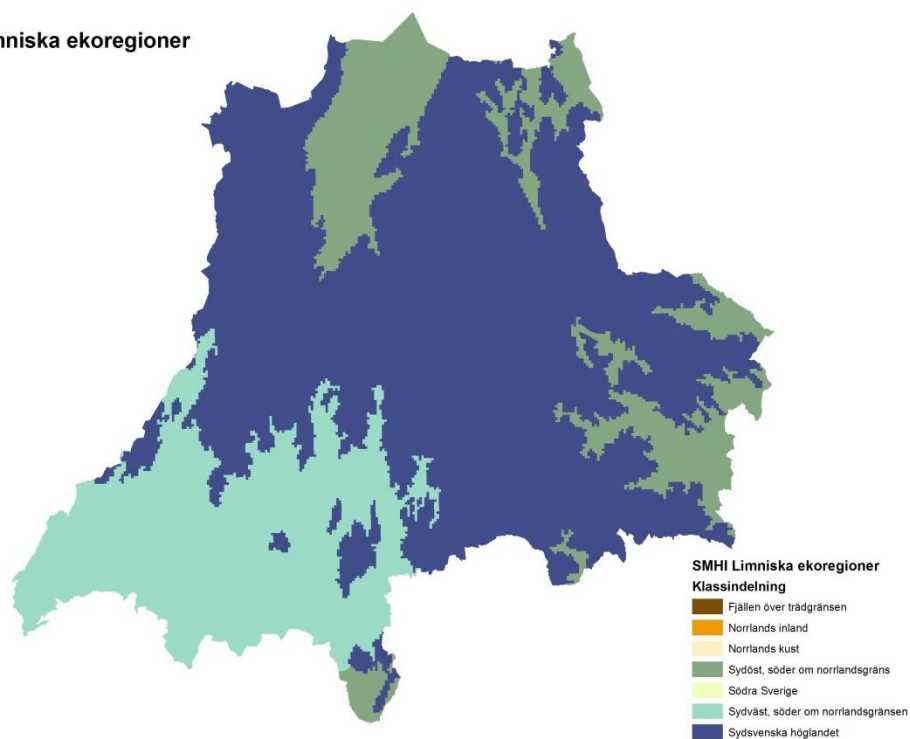 nniska ekoregioner
SMHI Limniska ekoregioner
Klassindelning
Fjällen över trädgränsen
Norrlands inland
Norrlands kust
Sydöst, söder om norrlandsgräns
Södra Sverige
Sydväst, söder om norrlandsgränsen
Sydsvenska höglandet